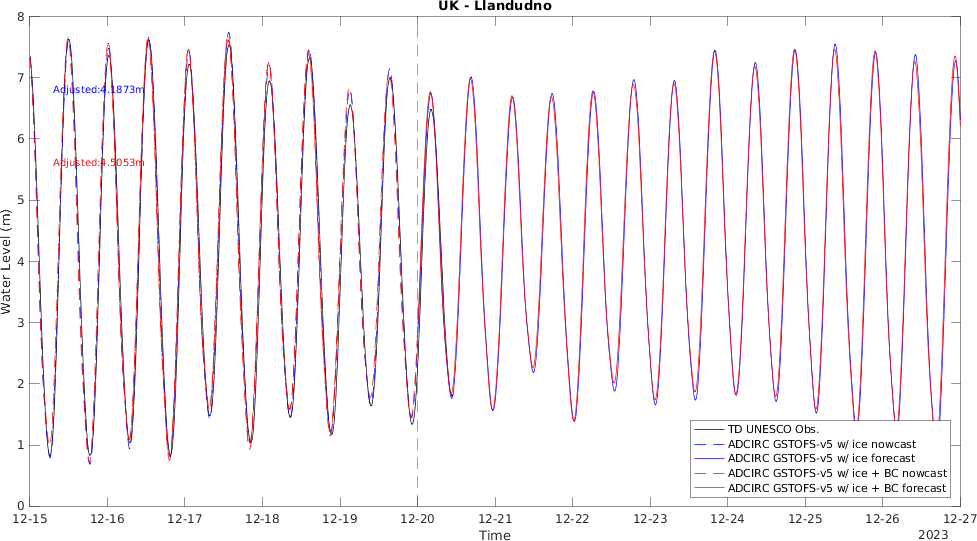 UK - Llandudno
8
7
6
5
4
3
2
1
0
Adjusted:4.1873m
Adjusted:4.5053m
Water Level (m)
TD UNESCO Obs.
ADCIRC GSTOFS-v5 w/ ice nowcast
ADCIRC GSTOFS-v5 w/ ice forecast
ADCIRC GSTOFS-v5 w/ ice + BC nowcast
ADCIRC GSTOFS-v5 w/ ice + BC forecast
12-15 12-16 12-17 12-18 12-19 12-20 12-21 12-22 12-23 12-24 12-25 12-26 12-27
Time
2023